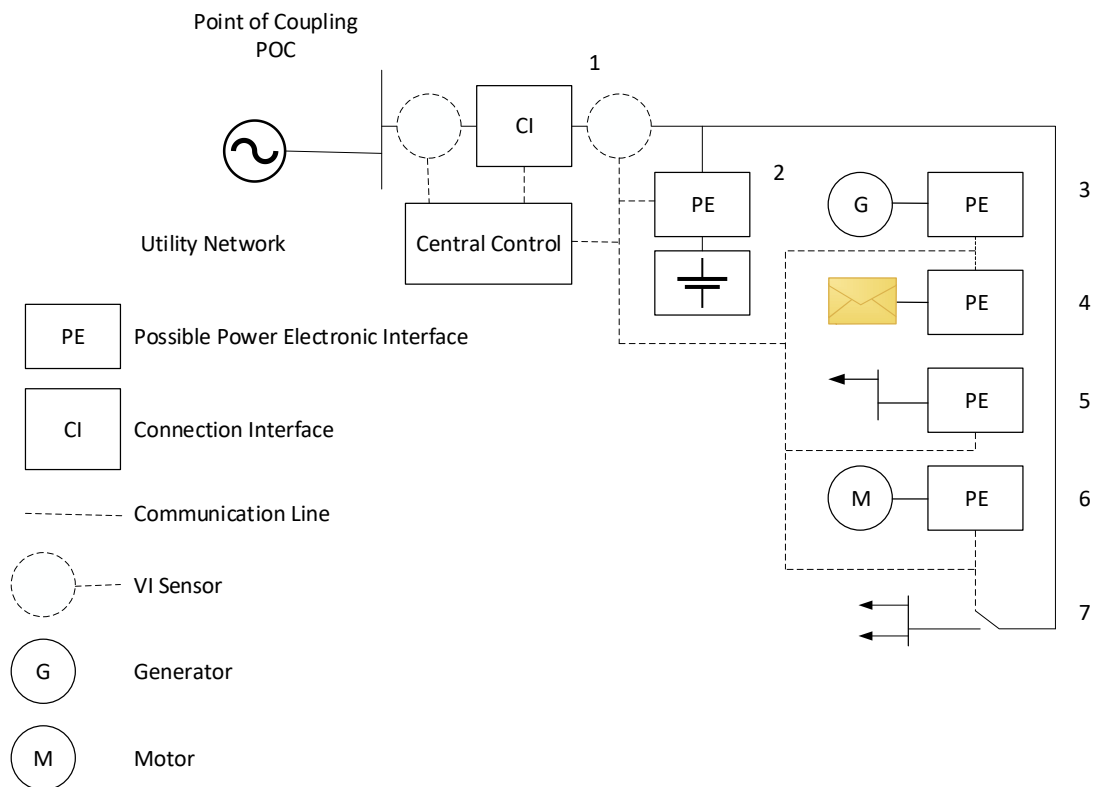 Point of Coupling
POC
1
CI
2
PE
3
G
PE
Utility Network
Central Control
4
PE
PE
Possible Power Electronic Interface
5
PE
CI
Connection Interface
6
M
PE
Communication Line
VI Sensor
7
G
Generator
M
Motor